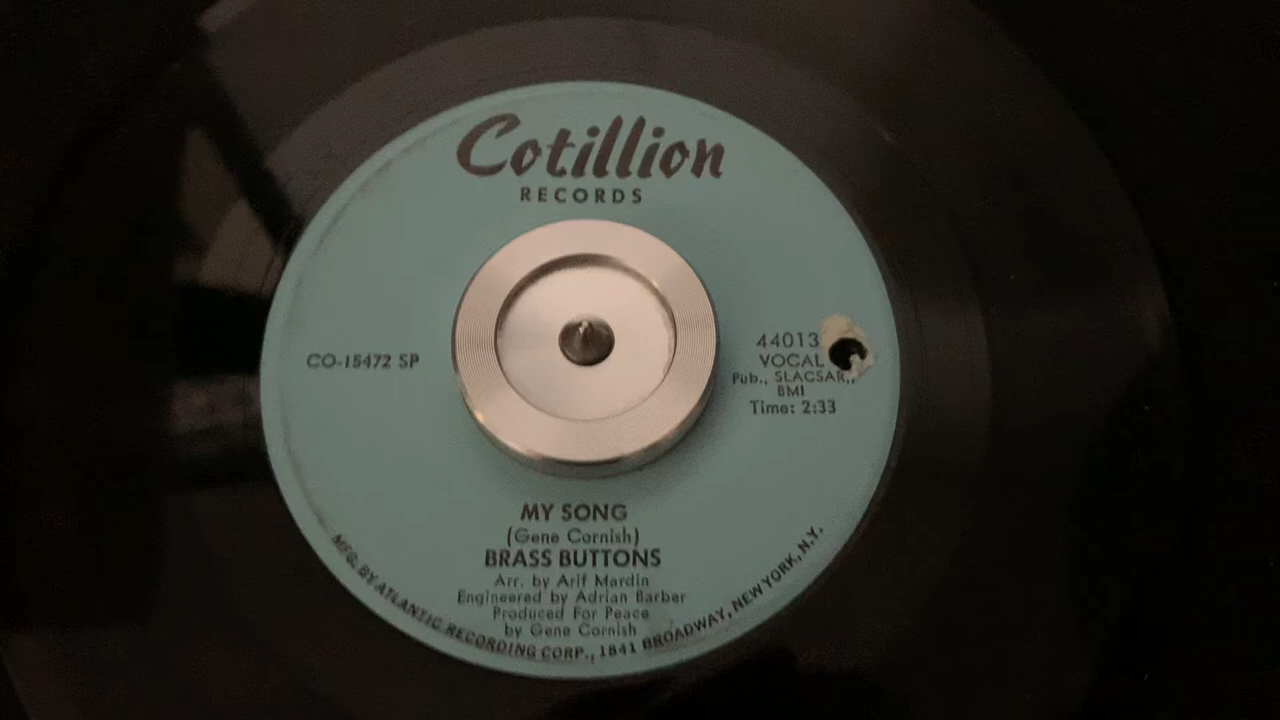 Cotillion
RECORDS
CO-15472 SP
44013
VOCAL
Pub., SLACSAR,
BMI
Time: 2:33
MY SONG
(Gene Cornish)
BRASS BUTTONS
Arr. by Arif Mardin
Engineered by Adrian Barber
Produced For Peace
by Gene Cornish
MFG. BY ATLANTIC RECORDING CORP., 1841 BROADWAY, NEW YORK, N.Y.